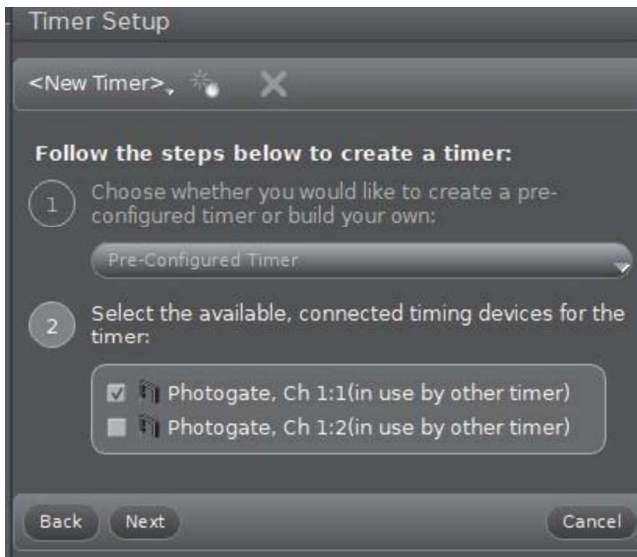 Timer Setup
<New Timer>
Follow the steps below to create a timer:
1 Choose whether you would like to create a pre-
configured timer or build your own:
Pre-Configured Timer
2 Select the available, connected timing devices for the
timer:
Photogate, Ch 1:1(in use by other timer)
Photogate, Ch 1:2(in use by other timer)
Back Next Cancel